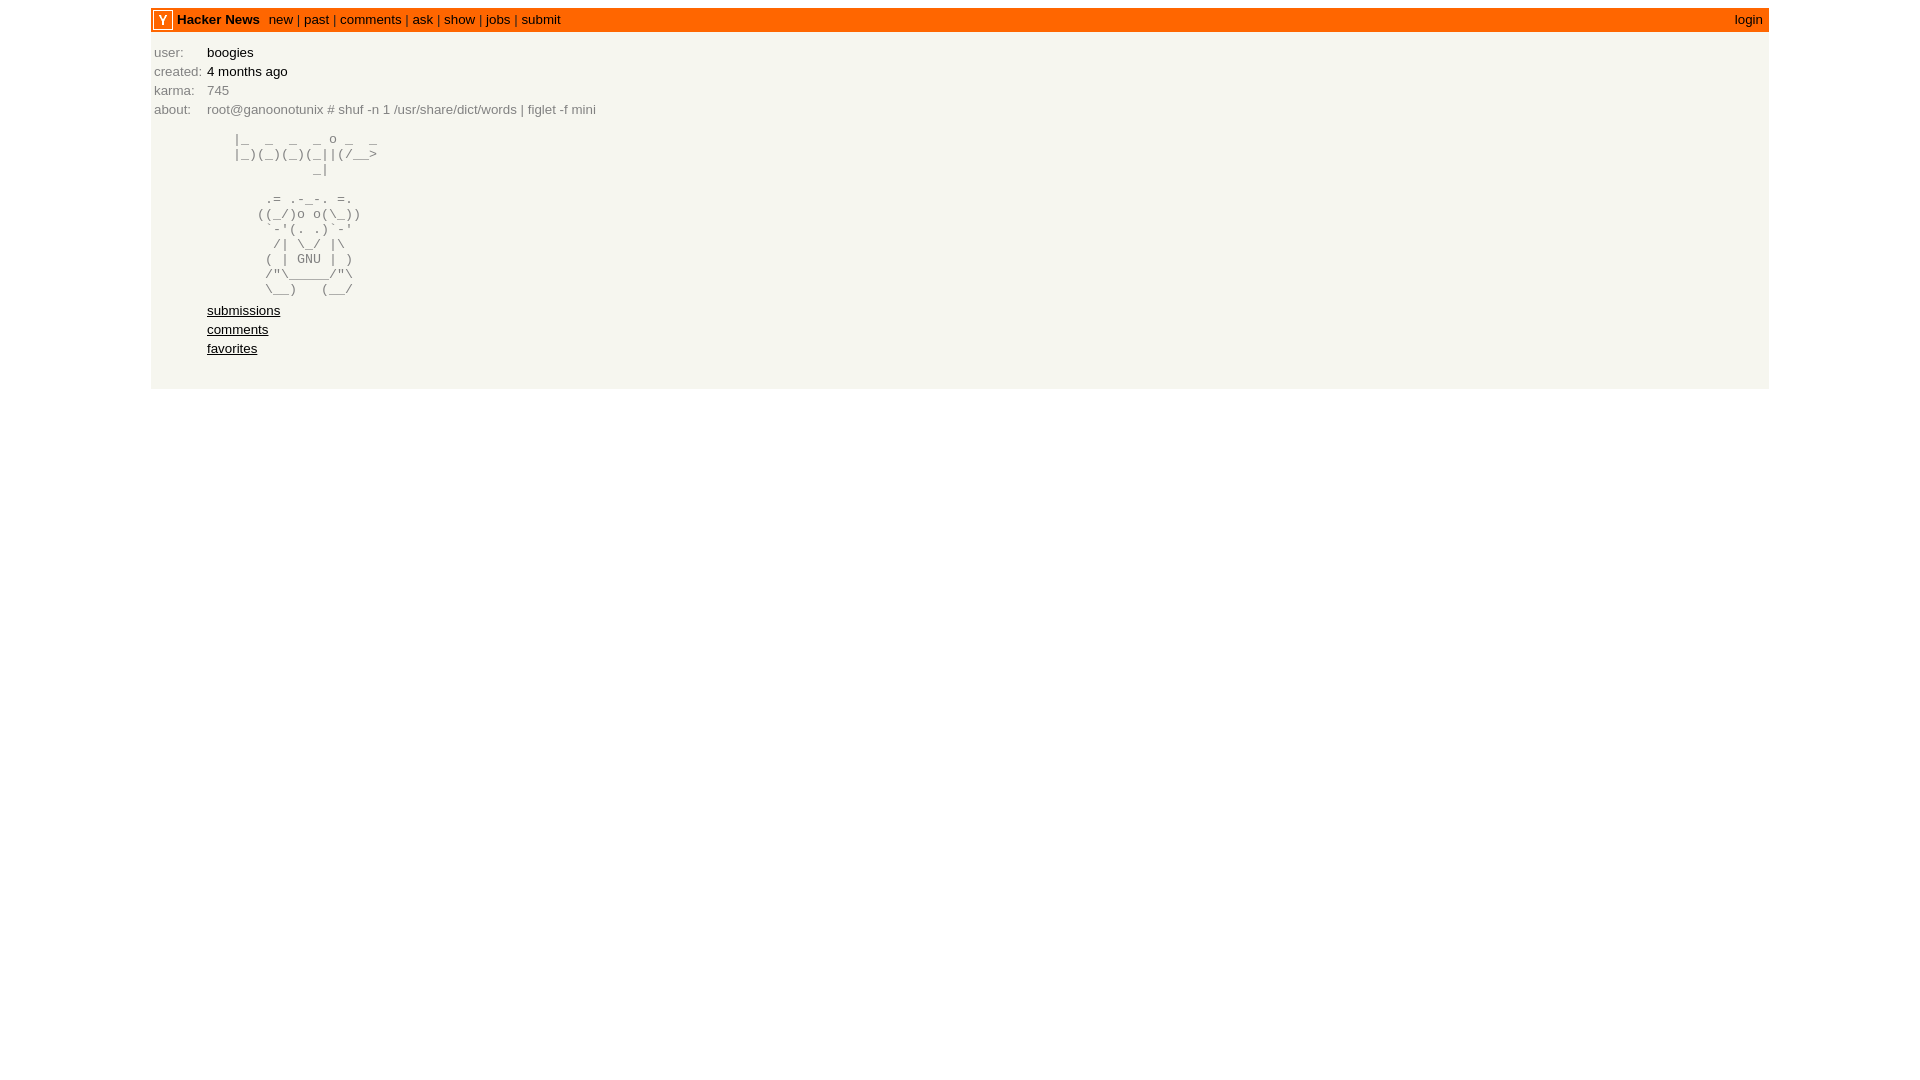 Y Hacker News new | past | comments | ask | show | jobs | submit login
user: boogies
created: 4 months ago
karma: 745
about: root@ganoonotunix # shuf -n 1 /usr/share/dict/words | figlet -f mini
|_  _  _  _ o _  _
|_)(_)(_)(_||(/__>
          _|
    .= .-_-. =.
   ((_/)o o(\_))
    `-'(. .)`-'
     /| \_/ |\
    ( | GNU | )
    /"\_____/"\
    \__)   (__/
submissions
comments
favorites